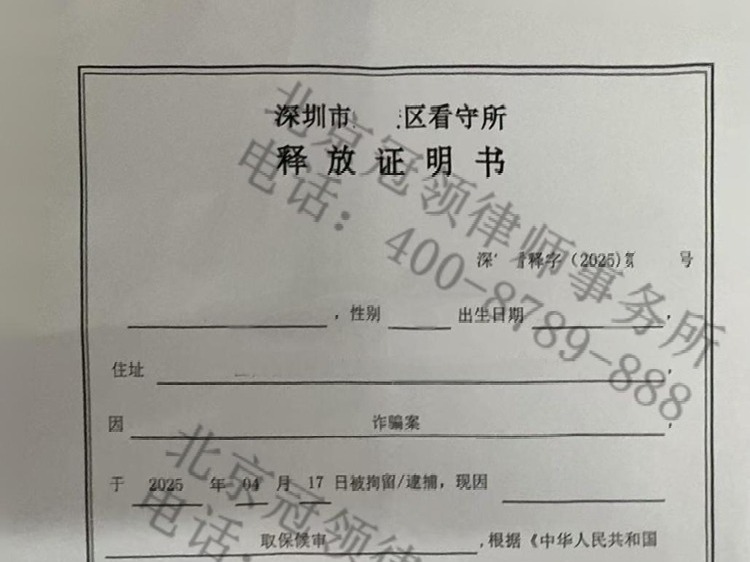 深圳市 区看守所
释放证明书
深 看释字(2025) 号
,性别 出生日期 ,
住址 ,
因 诈骗案 ,
于 2025 年 04 月 17 日被拘留/逮捕,现因
取保候审 ,根据《中华人民共和国
北京冠领律师事务所
电话:400-8789-888
北京冠领律
电话: